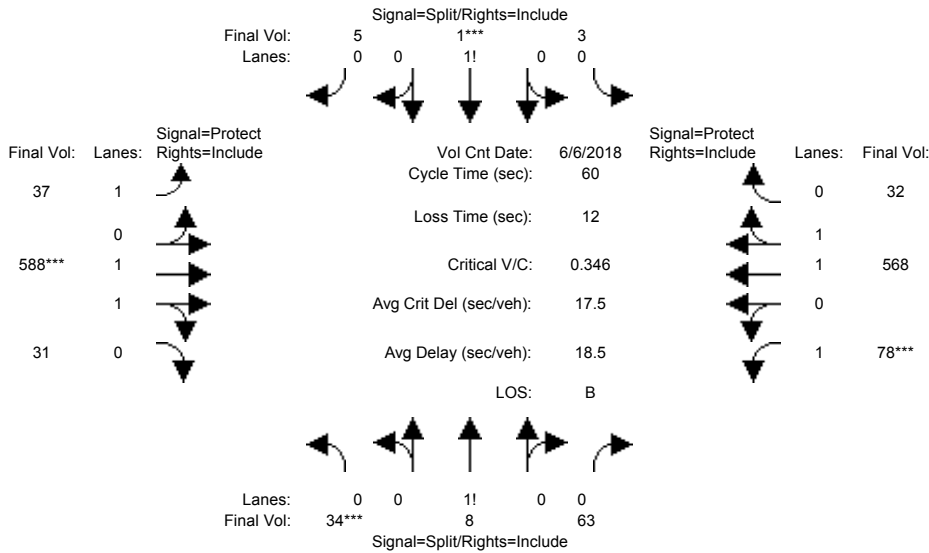 Signal=Split/Rights=Include
Final Vol: 5 1*** 3
Lanes: 0 0 1! 0 0
Signal=Protect Signal=Protect
Final Vol: Lanes: Rights=Include Vol Cnt Date: 6/6/2018 Rights=Include Lanes: Final Vol:
Cycle Time (sec): 60
37 1 0 32
Loss Time (sec): 12
0 1
588*** 1 Critical V/C: 0.346 1 568
1 Avg Crit Del (sec/veh): 17.5 0
31 0 Avg Delay (sec/veh): 18.5 1 78***
LOS: B
Lanes: 0 0 1! 0 0
Final Vol: 34*** 8 63
Signal=Split/Rights=Include